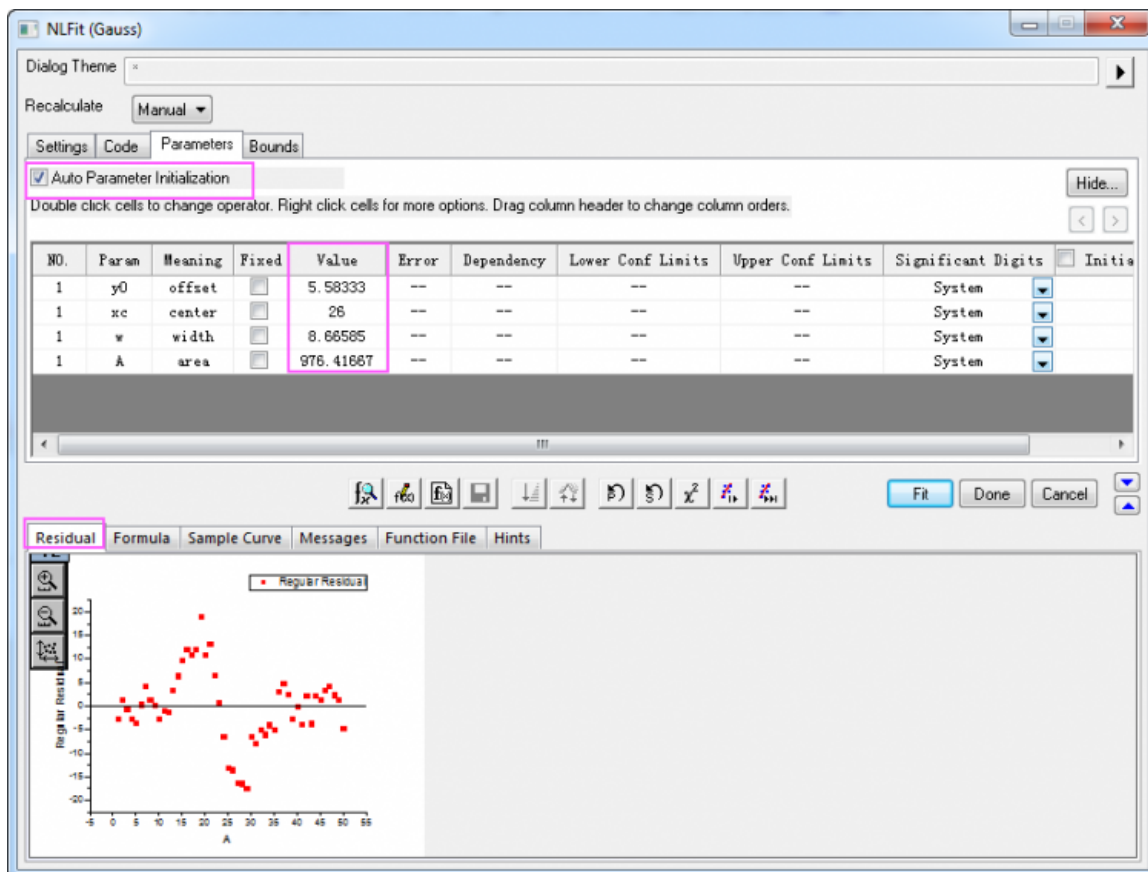 NLFit (Gauss)
Dialog Theme *
Recalculate Manual
Settings Code Parameters Bounds
Auto Parameter Initialization
Hide...
Double click cells to change operator. Right click cells for more options. Drag column header to change column orders.
NO. Param Meaning Fixed Value Error Dependency Lower Conf Limits Upper Conf Limits Significant Digits Initia
1 y0 offset 5.58333 -- -- -- -- System
1 xc center 26 -- -- -- -- System
1 w width 8.66585 -- -- -- -- System
1 A area 976.41667 -- -- -- -- System
Fit Done Cancel
Residual Formula Sample Curve Messages Function File Hints
Regular Residual
20
15
10
5
0
-5
-10
-15
-20
Regular Resid
-5 0 5 10 15 20 25 30 35 40 45 50 55
A